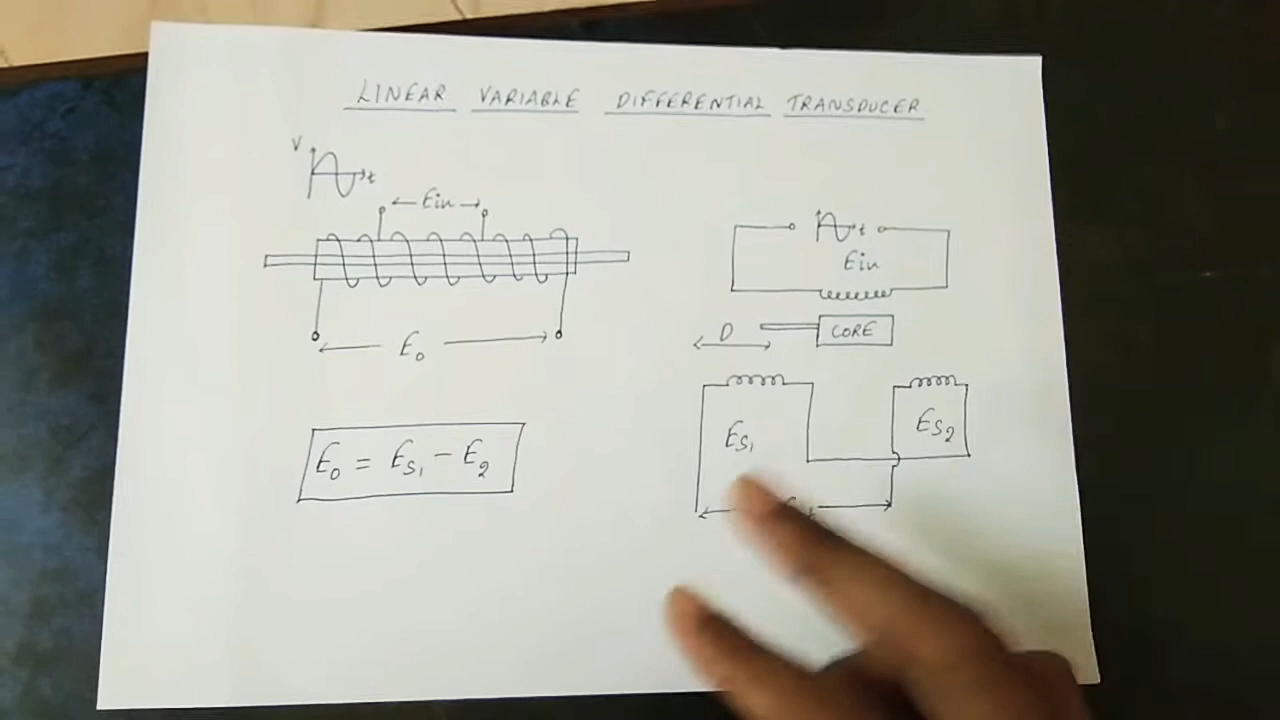 LINEAR VARIABLE DIFFERENTIAL TRANSDUCER
V
t
Ein
E₀
E₀ = ES₁ - E₂
t
Ein
D
CORE
ES₁
ES₂